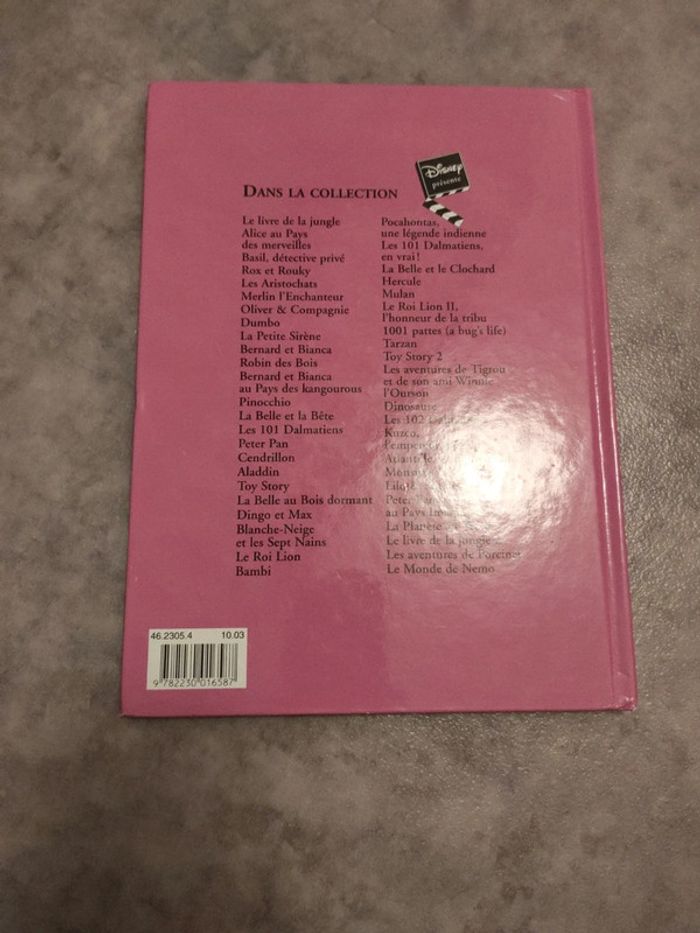 Disney
présente
DANS LA COLLECTION
Le livre de la jungle
Alice au Pays
des merveilles
Basil, détective privé
Rox et Rouky
Les Aristochats
Merlin l'Enchanteur
Oliver & Compagnie
Dumbo
La Petite Sirène
Bernard et Bianca
Robin des Bois
Bernard et Bianca
au Pays des kangourous
Pinocchio
La Belle et la Bête
Les 101 Dalmatiens
Peter Pan
Cendrillon
Aladdin
Toy Story
La Belle au Bois dormant
Dingo et Max
Blanche-Neige
et les Sept Nains
Le Roi Lion
Bambi
Pocahontas,
une légende indienne
Les 101 Dalmatiens,
en vrai !
La Belle et le Clochard
Hercule
Mulan
Le Roi Lion II,
l'honneur de la tribu
1001 pattes (a bug's life)
Tarzan
Toy Story 2
Les aventures de Tigrou
et de son ami Winnie
l'Ourson
Dinosaure
Les 102
Kuzco,
Peter
au Pays
La Planète
Le livre de la jungle
Les aventures de Porcinet
Le Monde de Nemo
46.2305.4 10.03
9 782230 016587